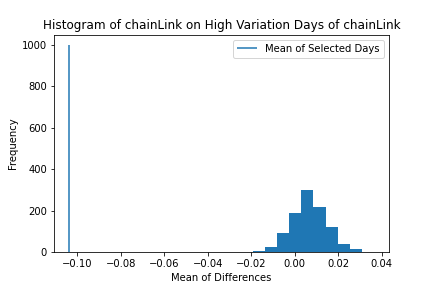 Histogram of chainLink on High Variation Days of chainLink
Mean of Selected Days
Frequency
1000
800
600
400
200
0
−0.10 −0.08 −0.06 −0.04 −0.02 0.00 0.02 0.04
Mean of Differences